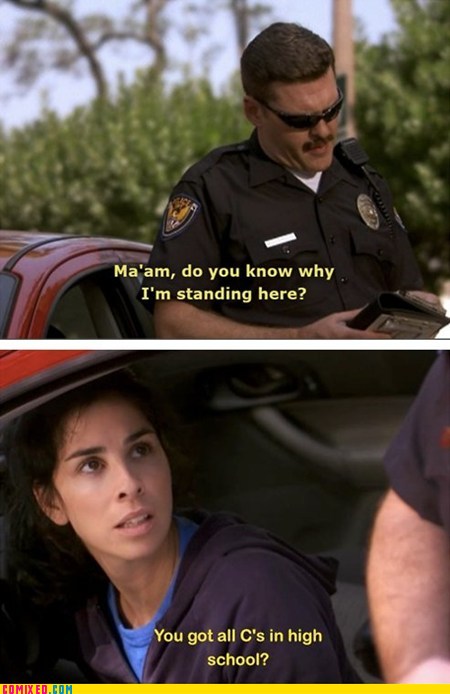 Ma'am, do you know why
I'm standing here?
You got all C's in high
school?
COMIXED.COM